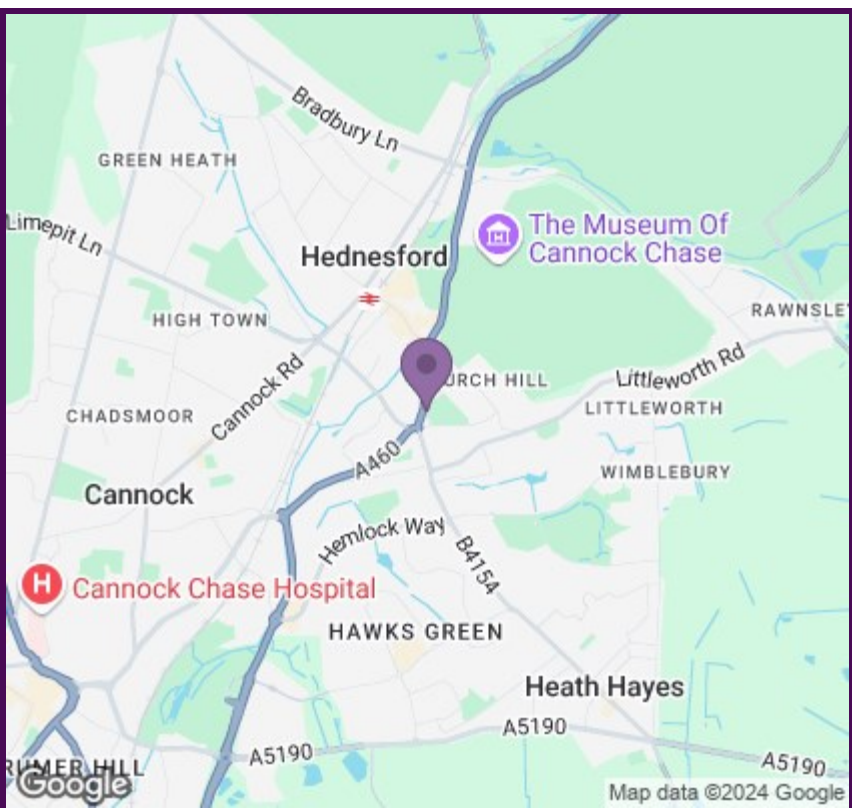 Bradbury Ln
GREEN HEATH
Limepit Ln
The Museum Of
Cannock Chase
Hednesford
RAWNSLE
HIGH TOWN
Cannock Rd
URCH HILL
Littleworth Rd
CHADSMOOR
LITTLEWORTH
A460
WIMBLEBURY
Cannock
Hemlock Way
B4154
H
Cannock Chase Hospital
HAWKS GREEN
Heath Hayes
A5190
A5190
A5190
RUMER HILL
Google
Map data ©2024 Google